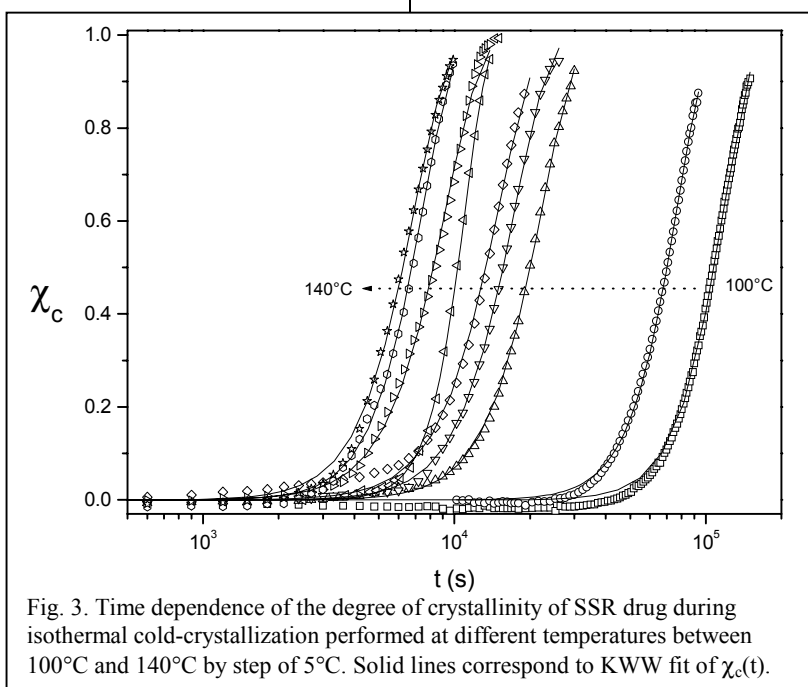 1.0
0.8
0.6
0.4
0.2
0.0
χc
140°C
100°C
10³ 10⁴ 10⁵
t (s)
Fig. 3. Time dependence of the degree of crystallinity of SSR drug during
isothermal cold-crystallization performed at different temperatures between
100°C and 140°C by step of 5°C. Solid lines correspond to KWW fit of χc(t).